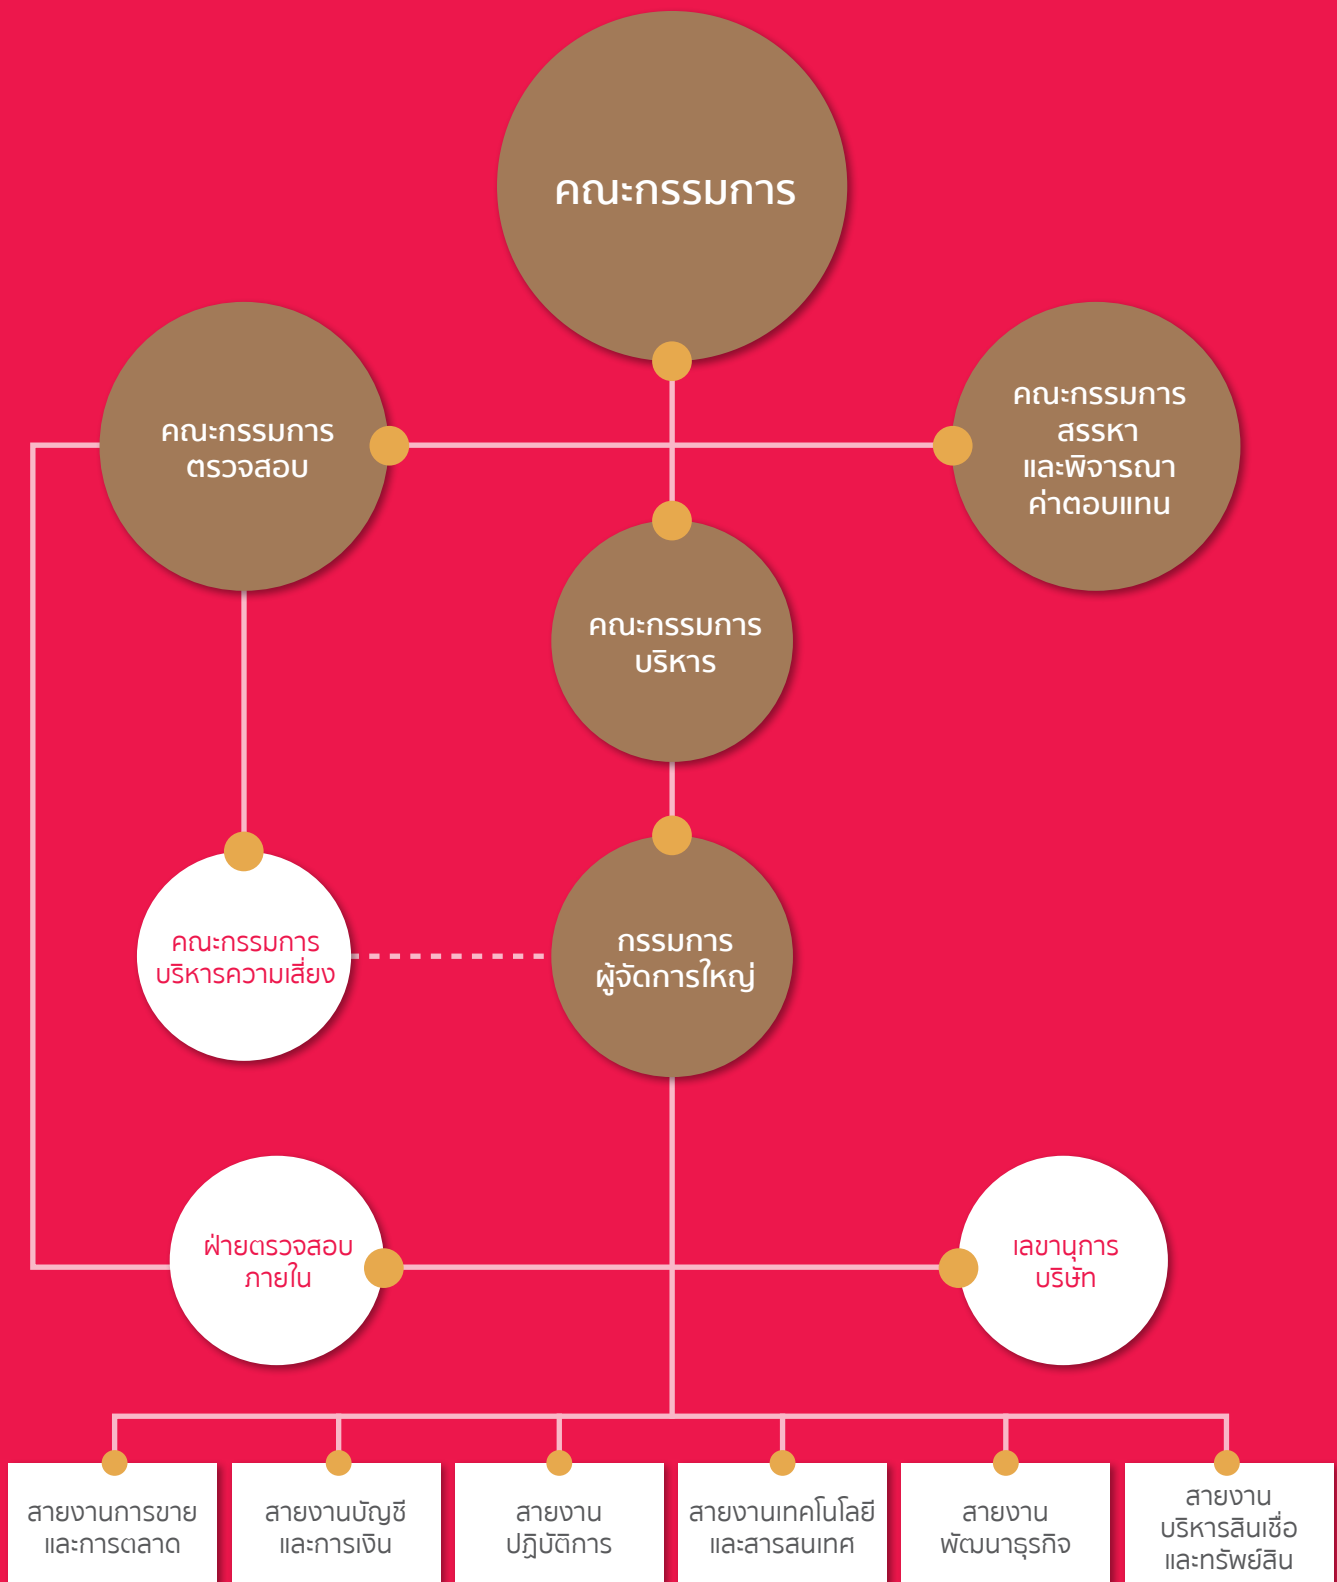 คณะกรรมการ
คณะกรรมการ
ตรวจสอบ
คณะกรรมการ
สรรหา
และพิจารณา
ค่าตอบแทน
คณะกรรมการ
บริหาร
คณะกรรมการ
บริหารความเสี่ยง
กรรมการ
ผู้จัดการใหญ่
ฝ่ายตรวจสอบ
ภายใน
เลขานุการ
บริษัท
สายงานการขาย
และการตลาด
สายงานบัญชี
และการเงิน
สายงาน
ปฏิบัติการ
สายงานเทคโนโลยี
และสารสนเทศ
สายงาน
พัฒนาธุรกิจ
สายงาน
บริหารสินเชื่อ
และทรัพย์สิน